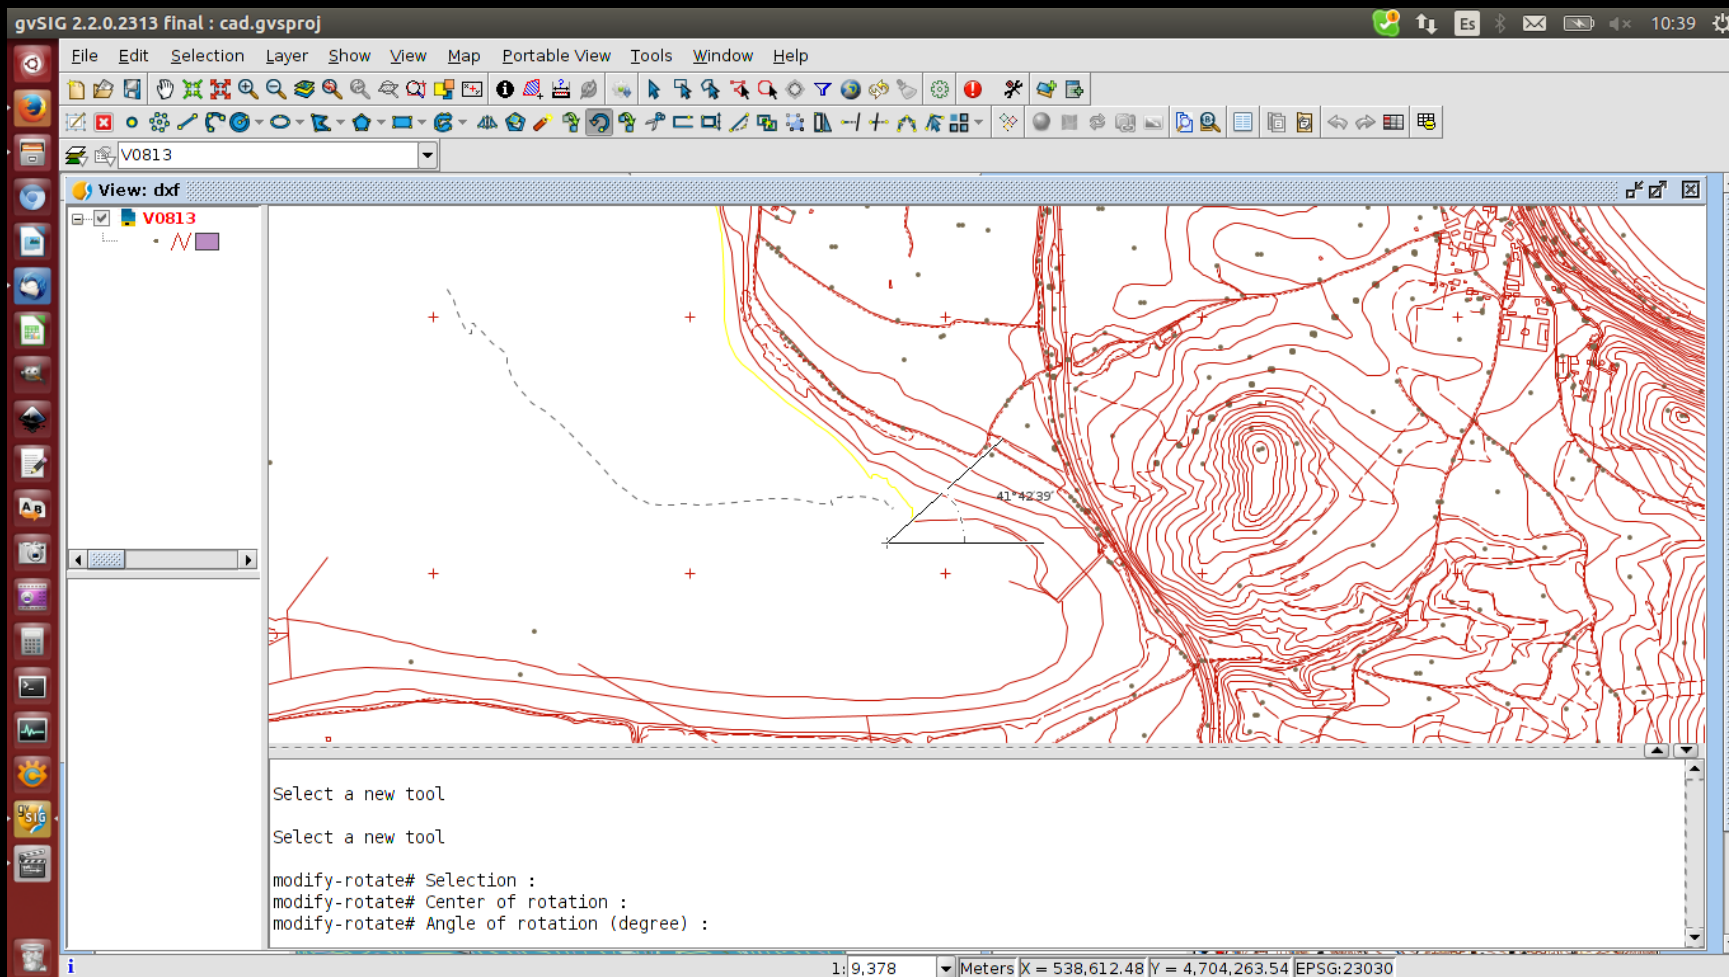 gvSIG 2.2.0.2313 final : cad.gvsproj
Es
10:39
File Edit Selection Layer Show View Map Portable View Tools Window Help
V0813
View: dxf
V0813
41°42'39'
Select a new tool
Select a new tool
modify-rotate# Selection :
modify-rotate# Center of rotation :
modify-rotate# Angle of rotation (degree) :
1: 9,378 Meters X = 538,612.48 Y = 4,704,263.54 EPSG:23030
AB
gv
SIG